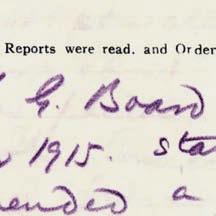 Reports were read. and Order
G. Board
1915. sta
ended a